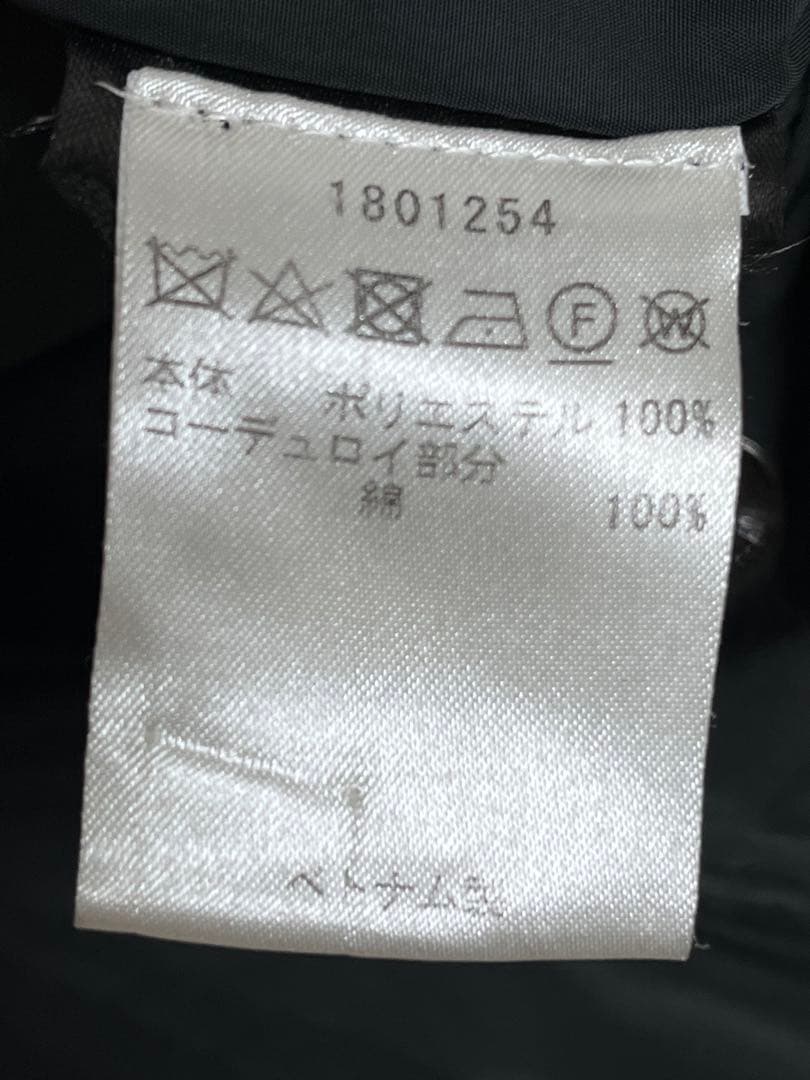 1801254
F W
本体 ポリエステル 100%
コーデュロイ部分
綿 100%
ベトナム製